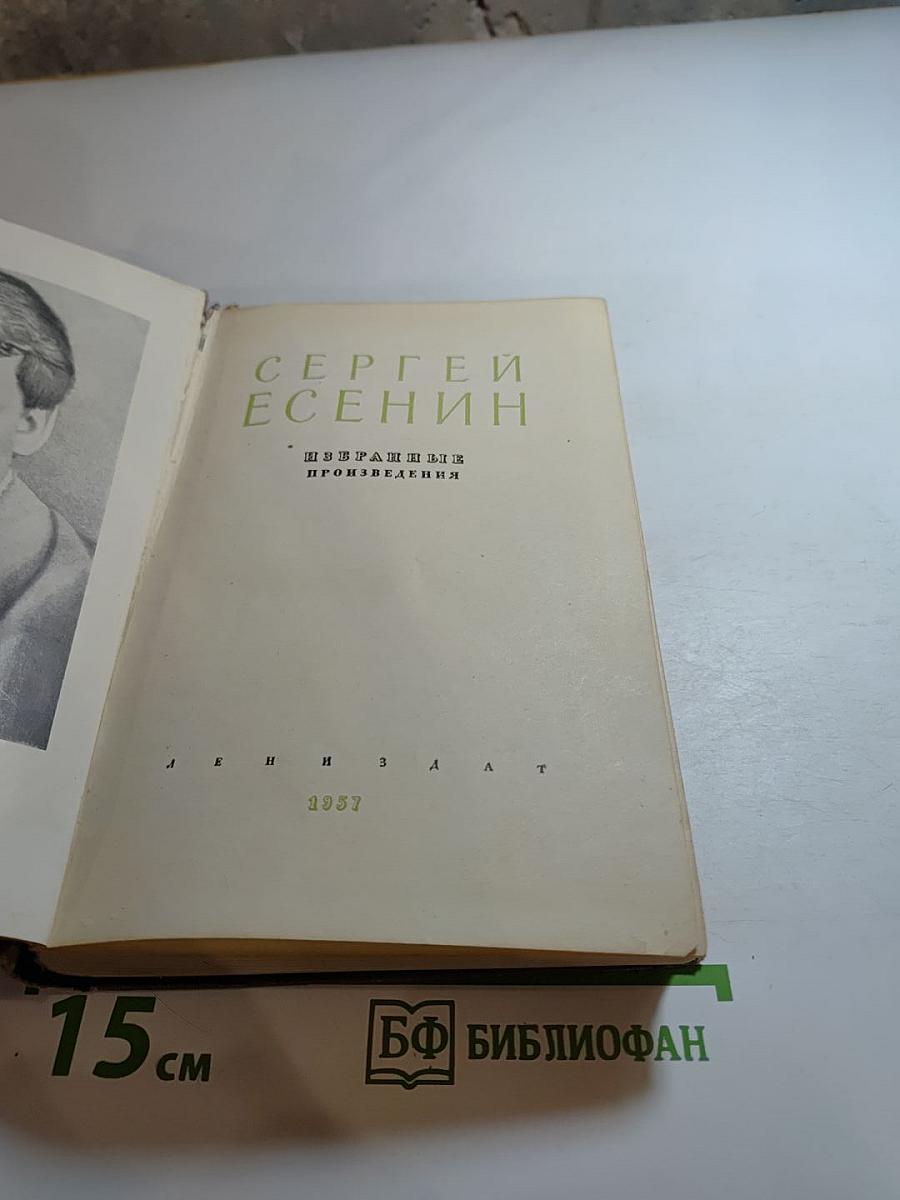 СЕРГЕЙ
ЕСЕНИН
ИЗБРАННЫЕ
ПРОИЗВЕДЕНИЯ
ЛЕНИЗДАТ
1957
15 см
БФ БИБЛИОФАН